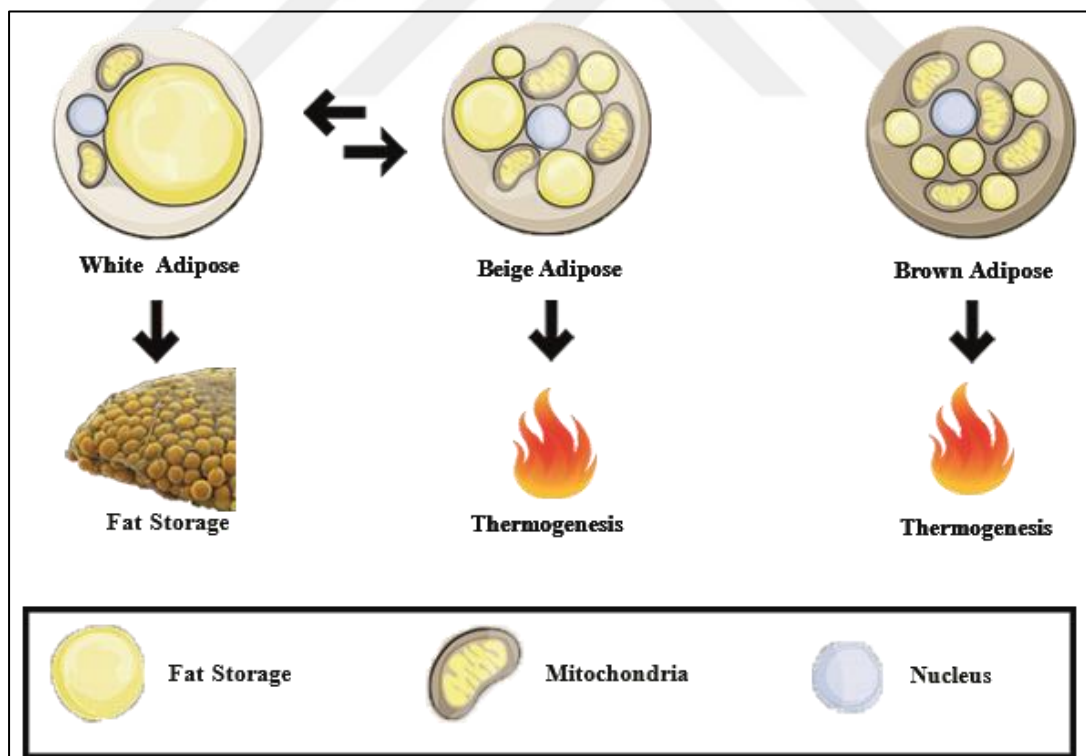 White Adipose
Beige Adipose
Brown Adipose
Fat Storage
Thermogenesis
Thermogenesis
Fat Storage
Mitochondria
Nucleus